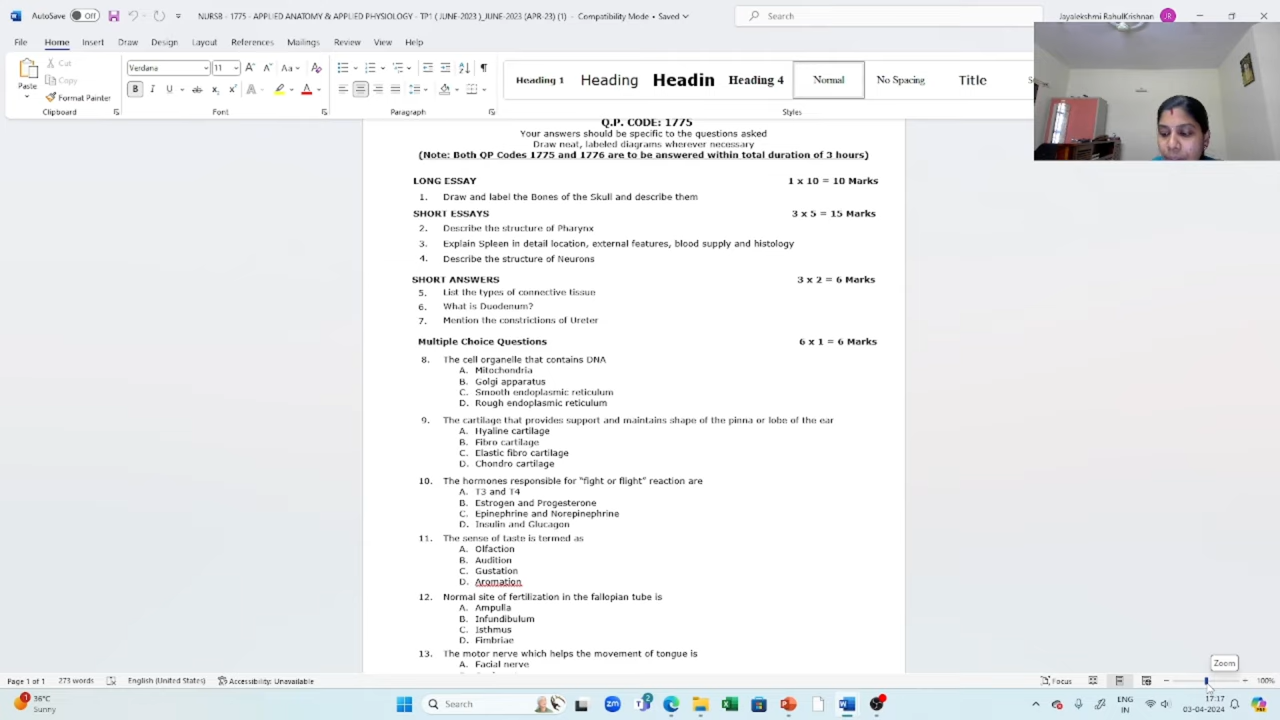 AutoSave Off NURSB - 1775 - APPLIED ANATOMY & APPLIED PHYSIOLOGY - TP1 ( JUNE-2023 )_JUNE-2023 (APR-23) (1) - Compatibility Mode • Saved Search Jayalekshmi RahulKrishnan JR
File Home Insert Draw Design Layout References Mailings Review View Help
Paste Cut Copy Format Painter
Verdana 11
Heading 1 Heading Headin Heading 4 Normal No Spacing Title
Clipboard Font Paragraph Styles
Q.P. CODE: 1775
Your answers should be specific to the questions asked
Draw neat, labeled diagrams wherever necessary
(Note: Both QP Codes 1775 and 1776 are to be answered within total duration of 3 hours)
LONG ESSAY 1 x 10 = 10 Marks
1. Draw and label the Bones of the Skull and describe them
SHORT ESSAYS 3 x 5 = 15 Marks
2. Describe the structure of Pharynx
3. Explain Spleen in detail location, external features, blood supply and histology
4. Describe the structure of Neurons
SHORT ANSWERS 3 x 2 = 6 Marks
5. List the types of connective tissue
6. What is Duodenum?
7. Mention the constrictions of Ureter
Multiple Choice Questions 6 x 1 = 6 Marks
8. The cell organelle that contains DNA
A. Mitochondria
B. Golgi apparatus
C. Smooth endoplasmic reticulum
D. Rough endoplasmic reticulum
9. The cartilage that provides support and maintains shape of the pinna or lobe of the ear
A. Hyaline cartilage
B. Fibro cartilage
C. Elastic fibro cartilage
D. Chondro cartilage
10. The hormones responsible for "fight or flight" reaction are
A. T3 and T4
B. Estrogen and Progesterone
C. Epinephrine and Norepinephrine
D. Insulin and Glucagon
11. The sense of taste is termed as
A. Olfaction
B. Audition
C. Gustation
D. Aromation
12. Normal site of fertilization in the fallopian tube is
A. Ampulla
B. Infundibulum
C. Isthmus
D. Fimbriae
13. The motor nerve which helps the movement of tongue is
A. Facial nerve
Zoom
Page 1 of 1 273 words English (United States) Accessibility: Unavailable Focus 100%
36°C
Sunny
Search
ENG
IN
17:17
03-04-2024